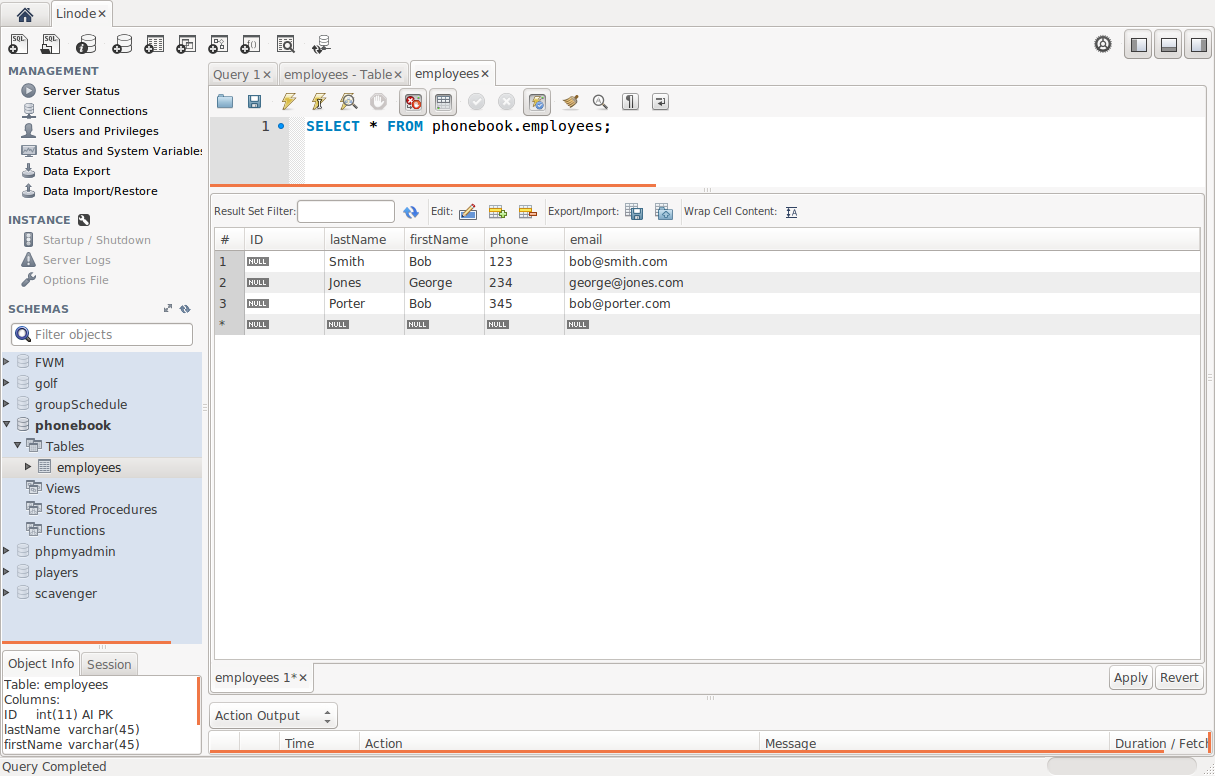 Linode
MANAGEMENT
Server Status
Client Connections
Users and Privileges
Status and System Variables
Data Export
Data Import/Restore
INSTANCE
Startup / Shutdown
Server Logs
Options File
SCHEMAS
Filter objects
FWM
golf
groupSchedule
phonebook
Tables
employees
Views
Stored Procedures
Functions
phpmyadmin
players
scavenger
Object Info Session
Table: employees
Columns:
ID int(11) AI PK
lastName varchar(45)
firstName varchar(45)
Query 1 employees - Table employees
1 SELECT * FROM phonebook.employees;
Result Set Filter: Edit: Export/Import: Wrap Cell Content: IA
# ID lastName firstName phone email
1 NULL Smith Bob 123 bob@smith.com
2 NULL Jones George 234 george@jones.com
3 NULL Porter Bob 345 bob@porter.com
* NULL NULL NULL NULL NULL
employees 1* Apply Revert
Action Output
Time Action Message Duration / Fetch
Query Completed